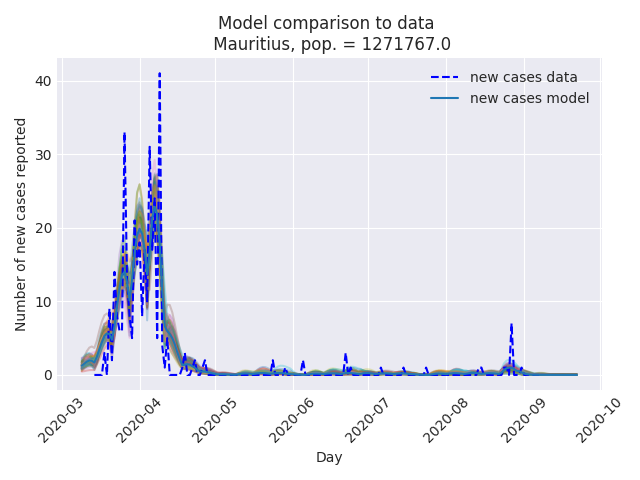 Model comparison to data
Mauritius, pop. = 1271767.0
new cases data
new cases model
Number of new cases reported
40
30
20
10
0
2020-03
2020-04
2020-05
2020-06
2020-07
2020-08
2020-09
2020-10
Day